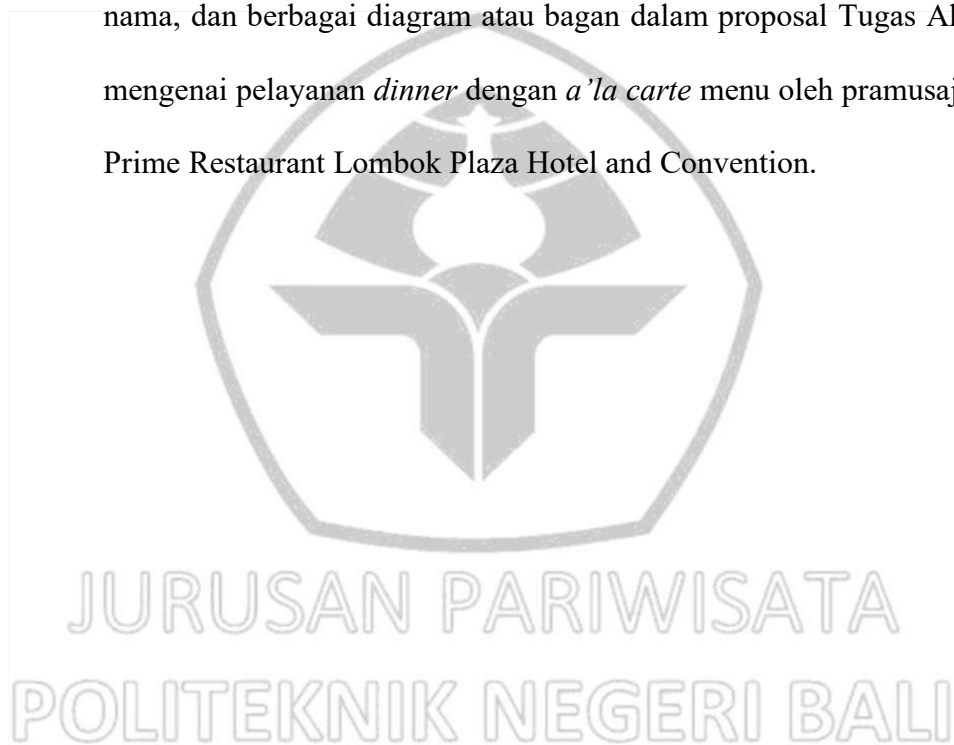 nama, dan berbagai diagram atau bagan dalam proposal Tugas
mengenai pelayanan dinner dengan a’la carte menu oleh
Prime Restaurant Lombok Plaza Hotel and Convention.
JURUSAN PARIWISATA
POLITEKNIK NEGERI BALI